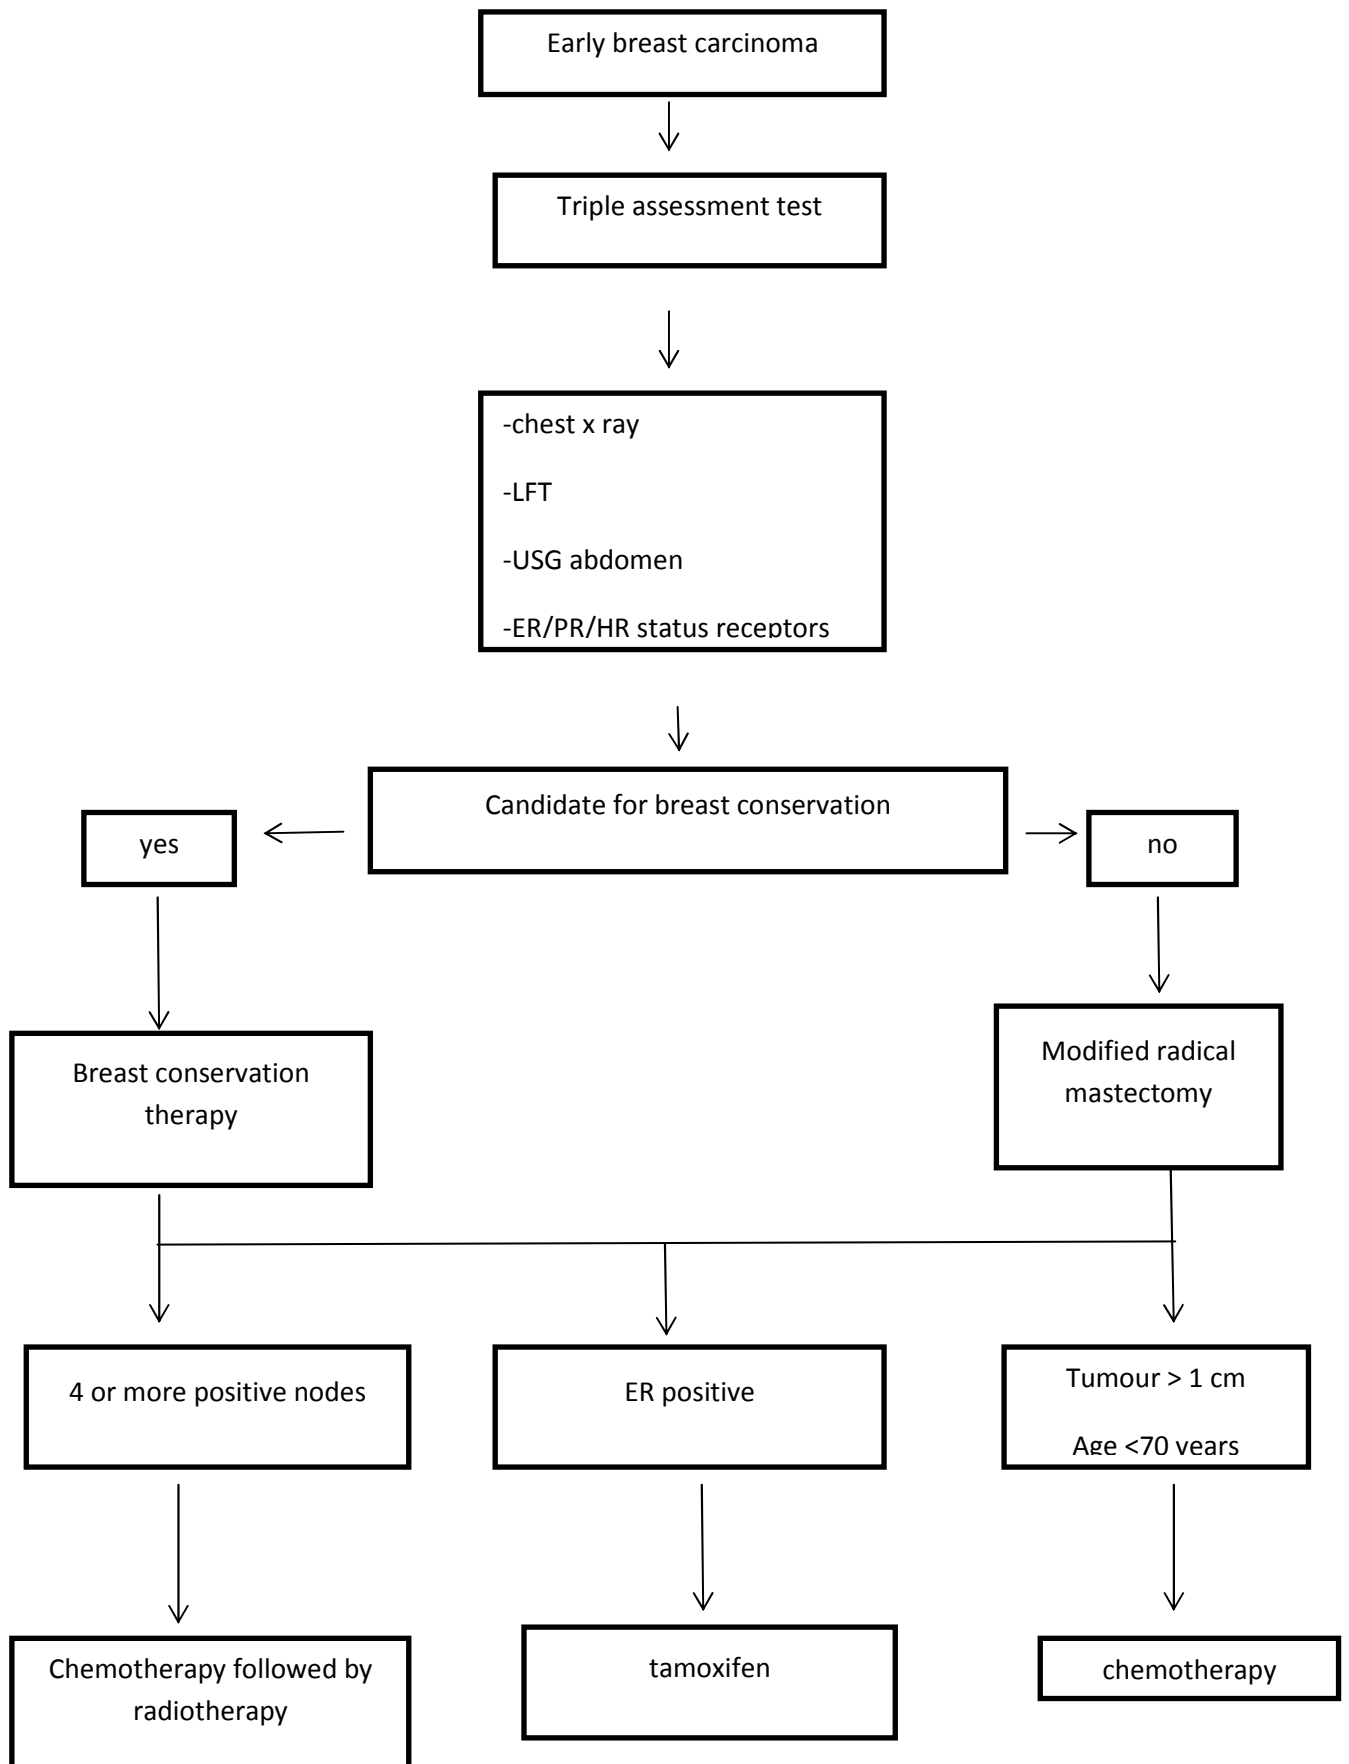 Early breast carcinoma
Triple assessment test
-chest x ray
-LFT
-USG abdomen
-ER/PR/HR status receptors
Candidate for breast conservation
yes
no
Breast conservation
therapy
Modified radical
mastectomy
4 or more positive nodes
ER positive
Tumour > 1 cm
Age <70 years
Chemotherapy followed by
radiotherapy
tamoxifen
chemotherapy